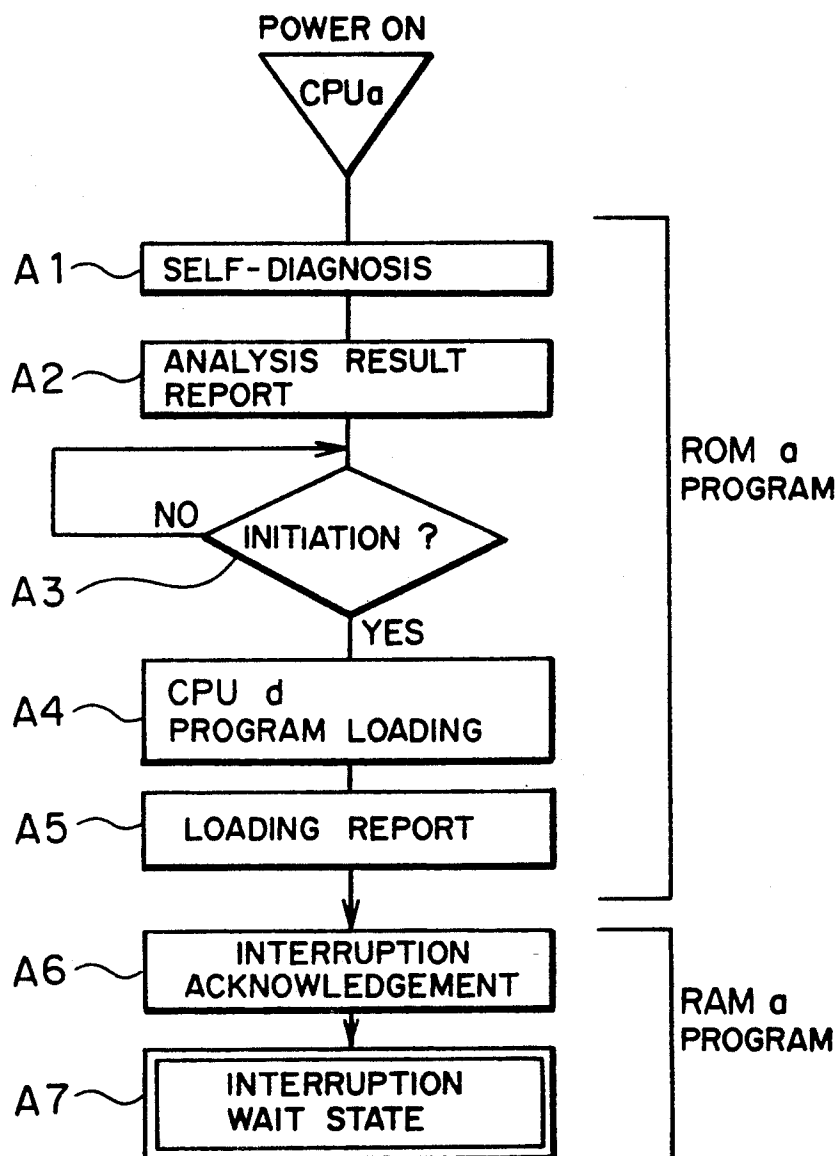 POWER ON
CPUa
A1
SELF-DIAGNOSIS
A2
ANALYSIS RESULT
REPORT
NO
INITIATION ?
A3
YES
A4
CPU d
PROGRAM LOADING
A5
LOADING REPORT
ROM a
PROGRAM
A6
INTERRUPTION
ACKNOWLEDGEMENT
A7
INTERRUPTION
WAIT STATE
RAM a
PROGRAM